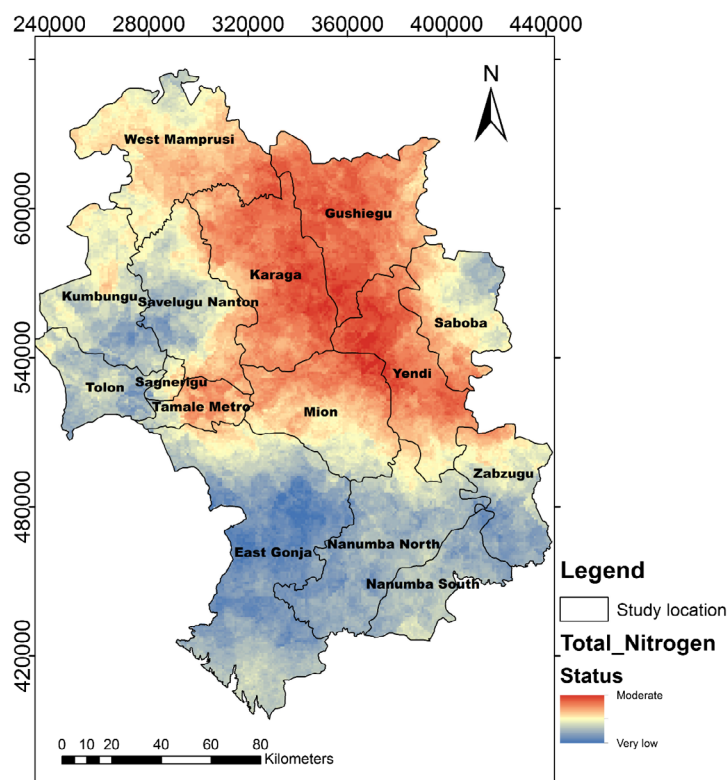 240000 280000 320000 360000 400000 440000
N
West Mamprusi
600000
Gushiegu
Karaga
Kumbungu
Savelugu Nanton
Saboba
540000
Yendi
Sagnerigu
Tolon
Tamale Metro
Mion
Zabzugu
480000
East Gonja
Nanumba North
Nanumba South
420000
Legend
Study location
Total_Nitrogen
Status
Moderate
Very low
0 10 20 40 60 80
Kilometers